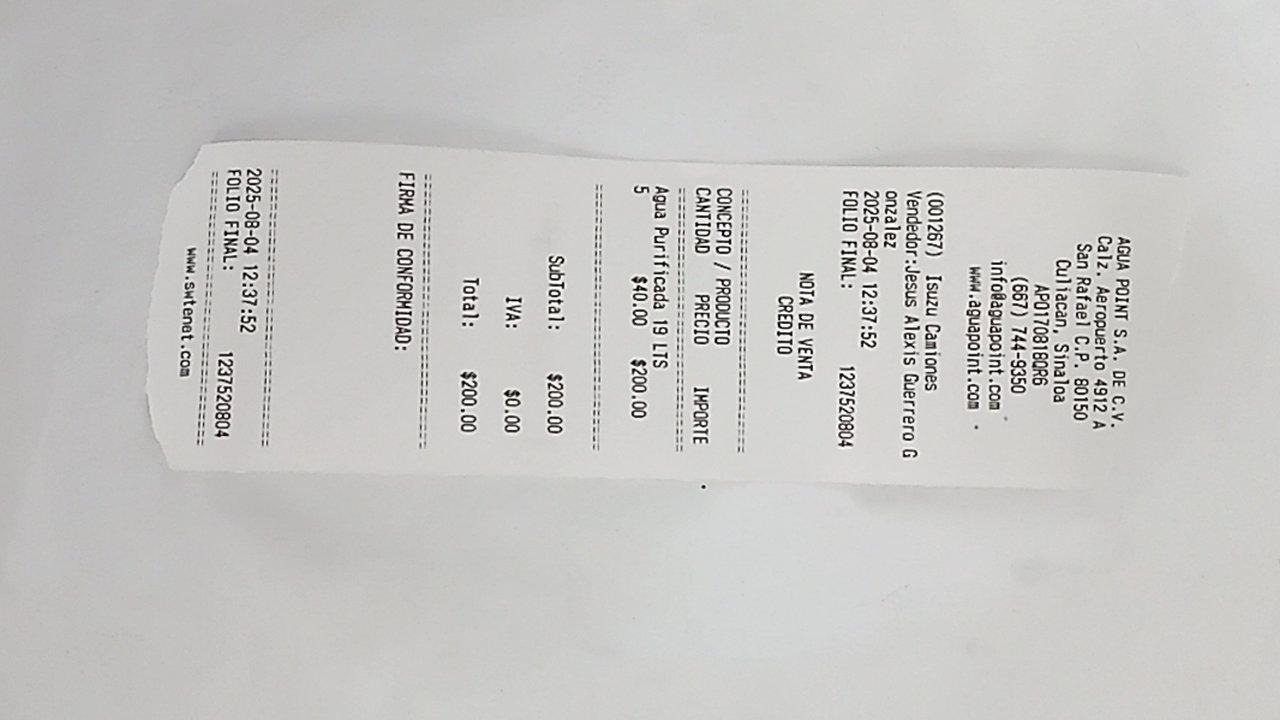 AGUA POINT S.A. DE C.V.
Calz. Aeropuerto 4912 A
San Rafael C.P. 80150
Culiacan, Sinaloa
APO170818QR6
(667) 744-9350
info@aguapoint.com
www.aguapoint.com
(001267) Isuzu Camiones
Vendedor:Jesus Alexis Guerrero G
onzalez
2025-08-04 12:37:52
FOLIO FINAL: 1237520804
NOTA DE VENTA
CREDITO
================================
CONCEPTO / PRODUCTO
CANTIDAD PRECIO IMPORTE
================================
Agua Purificada 19 LTS
5 $40.00 $200.00
================================
SubTotal: $200.00
IVA: $0.00
Total: $200.00
================================
FIRMA DE CONFORMIDAD:
================================
2025-08-04 12:37:52
FOLIO FINAL: 1237520804
================================
www.swtenet.com